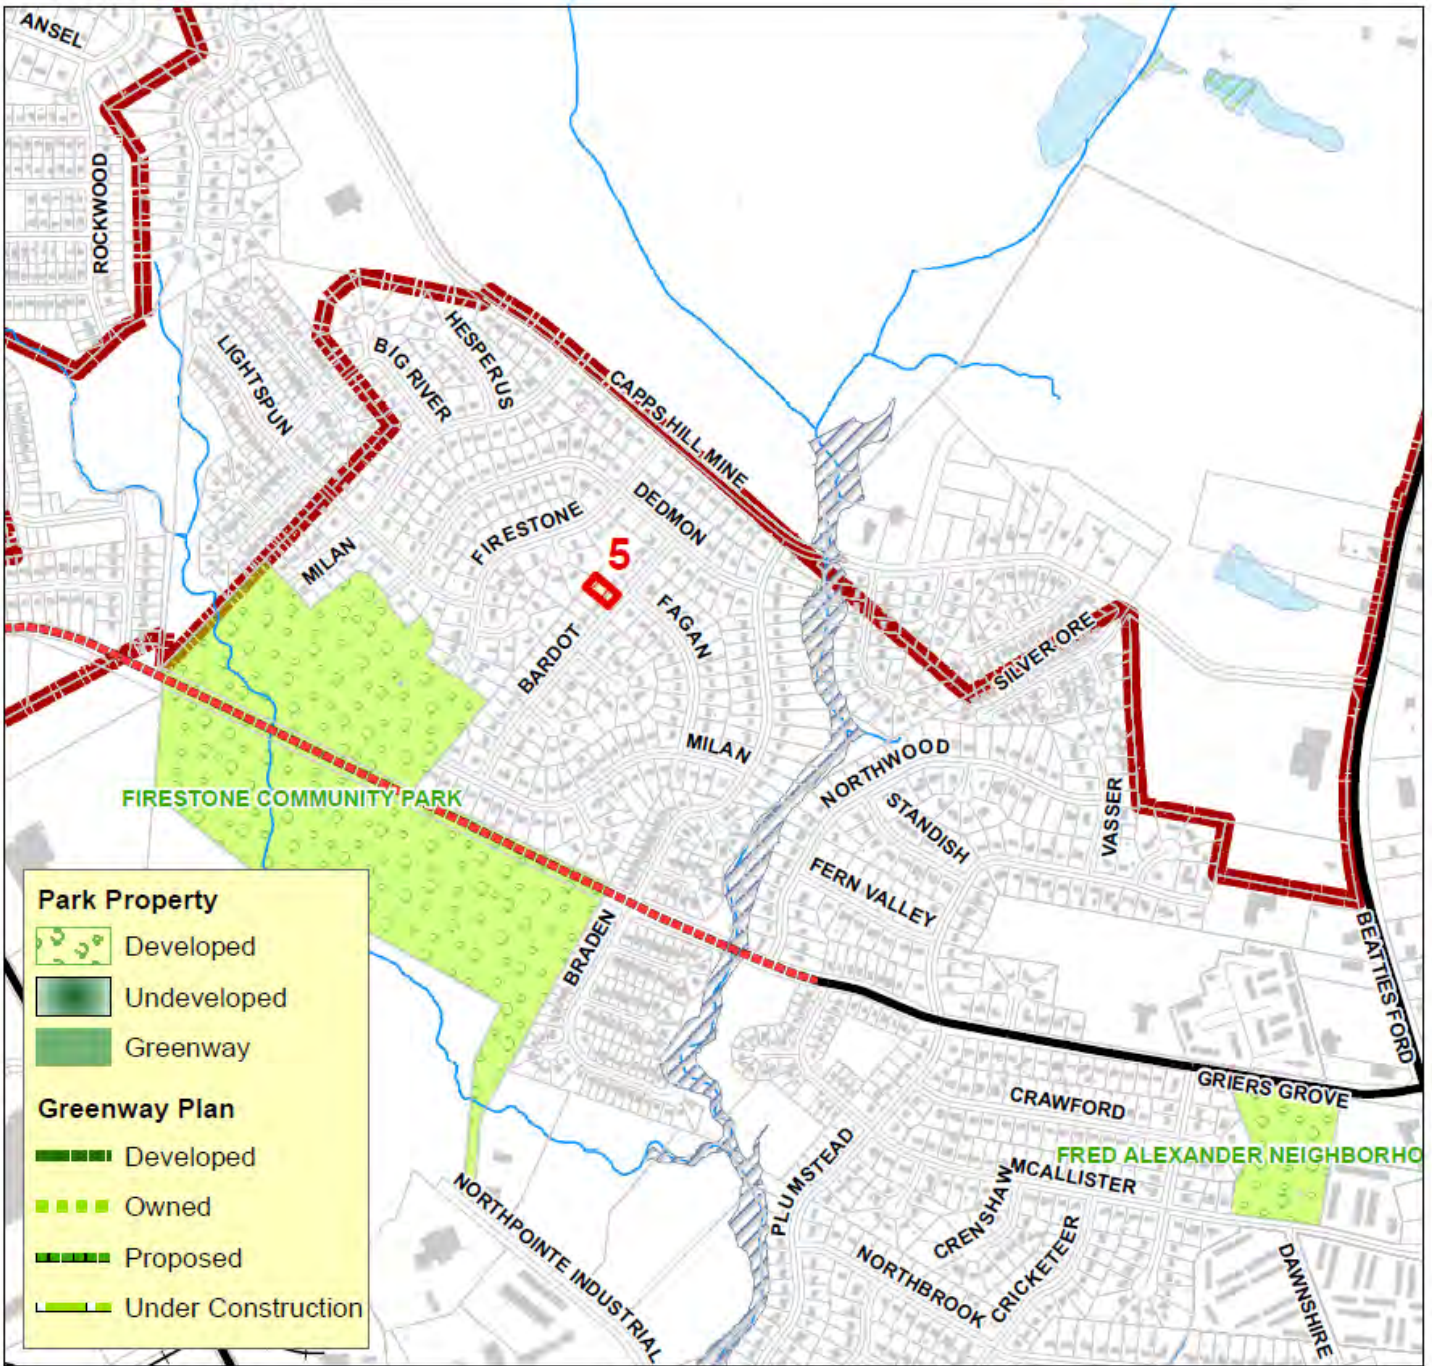 ANSEL
ROCKWOOD
LIGHTSPUN
BIG RIVER
HESPERUS
CAPPS HILL MINE
DEDMON
FIRESTONE
MILAN
5
FAGAN
BARDOT
SILVER ORE
MILAN
NORTHWOOD
STANDISH
VASSER
FERN VALLEY
FIRESTONE COMMUNITY PARK
BRADEN
BEATTIES FORD
GRIERS GROVE
CRAWFORD
FRED ALEXANDER NEIGHBORHO
MCALLISTER
PLUMSTEAD
CRENSHAW
CRICKETEER
NORTHBROOK
NORTHPOINTE INDUSTRIAL
DAWNSHIRE
Park Property
Developed
Undeveloped
Greenway
Greenway Plan
Developed
Owned
Proposed
Under Construction